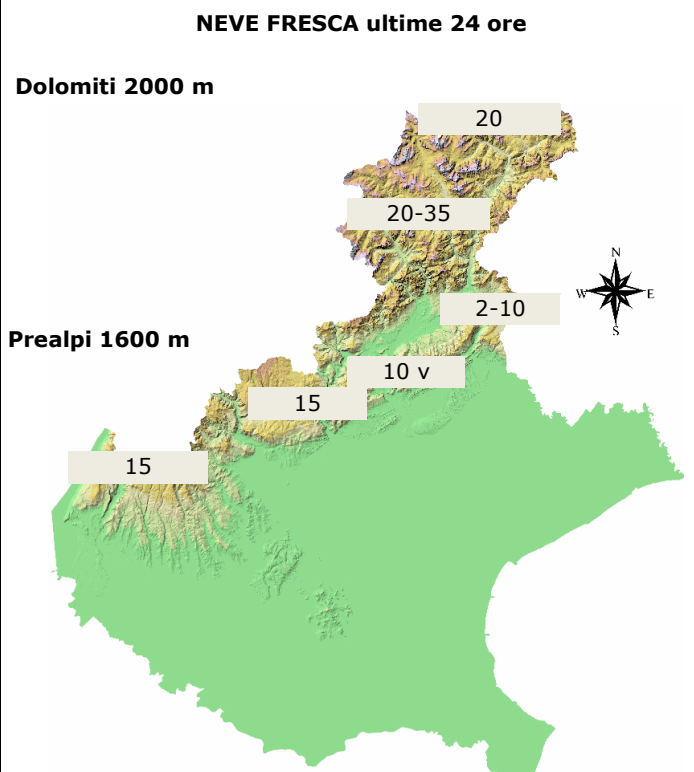 NEVE FRESCA ultime 24 ore
Dolomiti 2000 m
20
20-35
N
W E
S
2-10
Prealpi 1600 m
10 v
15
15